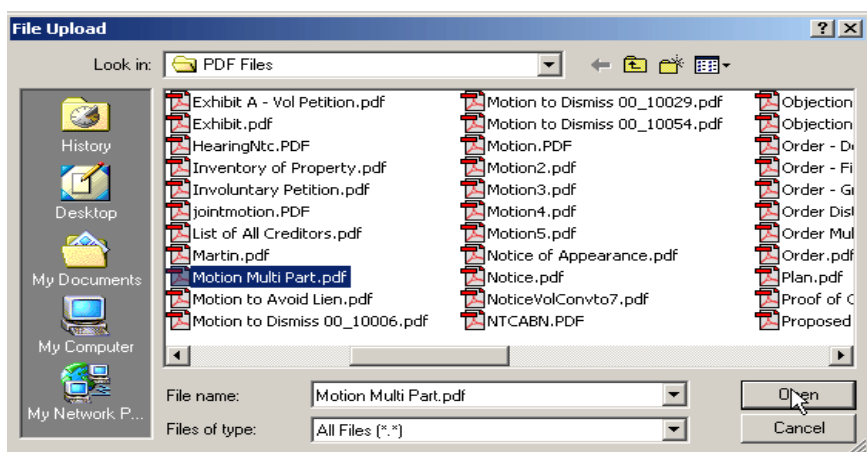 File Upload
Look in: PDF Files
History
Desktop
My Documents
My Computer
My Network P...
Exhibit A - Vol Petition.pdf
Exhibit.pdf
HearingNtc.PDF
Inventory of Property.pdf
Involuntary Petition.pdf
jointmotion.PDF
List of All Creditors.pdf
Martin.pdf
Motion Multi Part.pdf
Motion to Avoid Lien.pdf
Motion to Dismiss 00_10006.pdf
Motion to Dismiss 00_10029.pdf
Motion to Dismiss 00_10054.pdf
Motion.PDF
Motion2.pdf
Motion3.pdf
Motion4.pdf
Motion5.pdf
Notice of Appearance.pdf
Notice.pdf
NoticeVolConvto7.pdf
NTCABN.PDF
Objection
Objection
Order - D
Order - Fi
Order - G
Order Dis
Order Mul
Order.pdf
Plan.pdf
Proof of
Proposed
File name: Motion Multi Part.pdf
Open
Files of type: All Files (*.*)
Cancel